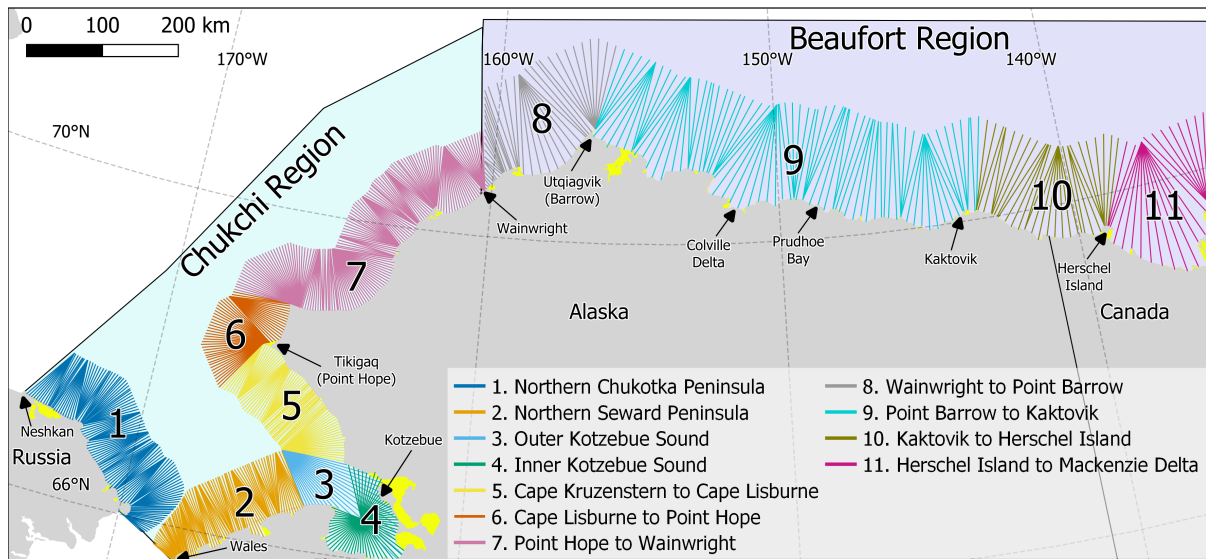 0 100 200 km
170°W
160°W
150°W
140°W
Beaufort Region
70°N
Chukchi Region
8
9
10
11
Utqiagvik
(Barrow)
Wainwright
Colville
Delta
Prudhoe
Bay
Kaktovik
Herschel
Island
7
6
Alaska
Canada
Tikigaq
(Point Hope)
5
1
Neshkan
Russia
66°N
Kotzebue
2
3
4
Wales
1. Northern Chukotka Peninsula
2. Northern Seward Peninsula
3. Outer Kotzebue Sound
4. Inner Kotzebue Sound
5. Cape Kruzenstern to Cape Lisburne
6. Cape Lisburne to Point Hope
7. Point Hope to Wainwright
8. Wainwright to Point Barrow
9. Point Barrow to Kaktovik
10. Kaktovik to Herschel Island
11. Herschel Island to Mackenzie Delta